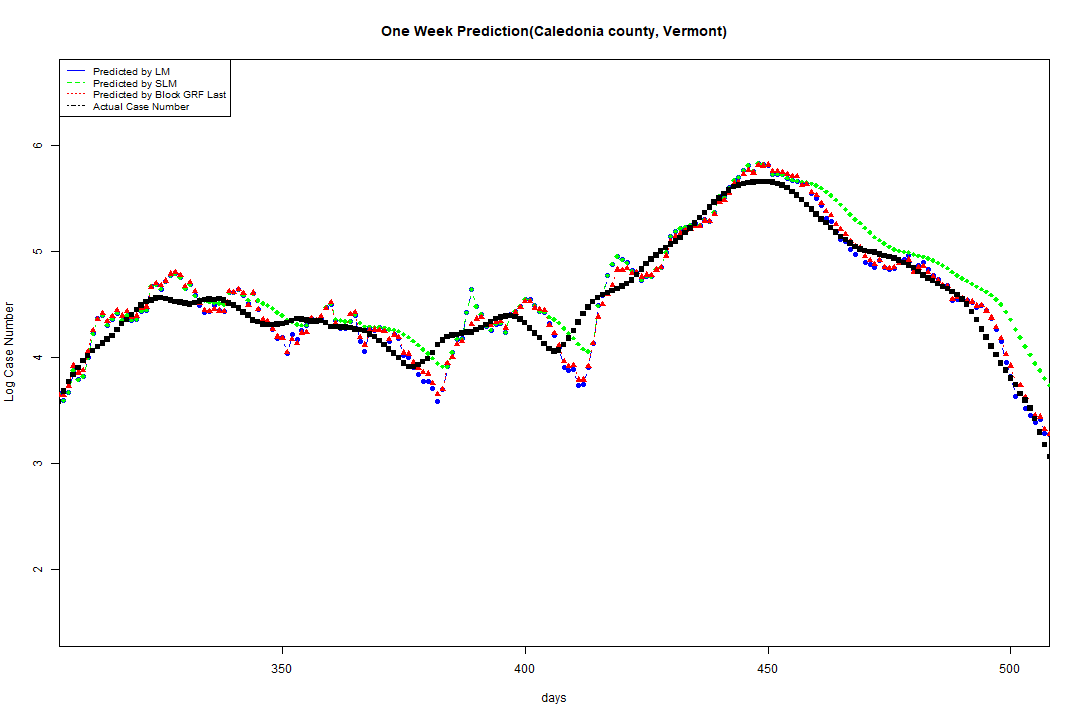 One Week Prediction(Caledonia county, Vermont)
Predicted by LM
Predicted by SLM
Predicted by Block GRF Last
Actual Case Number
6
5
4
3
2
Log Case Number
350
400
450
500
days